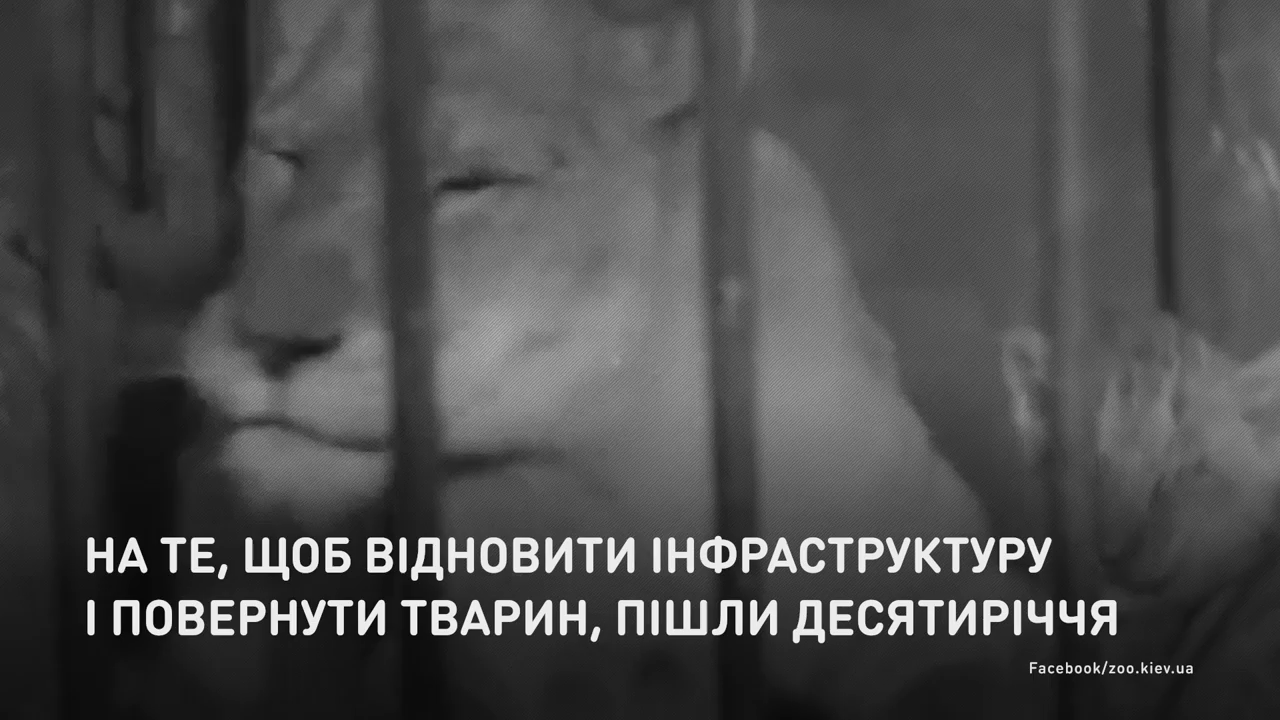 НА ТЕ, ЩОБ ВІДНОВИТИ ІНФРАСТРУКТУРУ
І ПОВЕРНУТИ ТВАРИН, ПІШЛИ ДЕСЯТИРІЧЧЯ
Facebook/zoo.kiev.ua